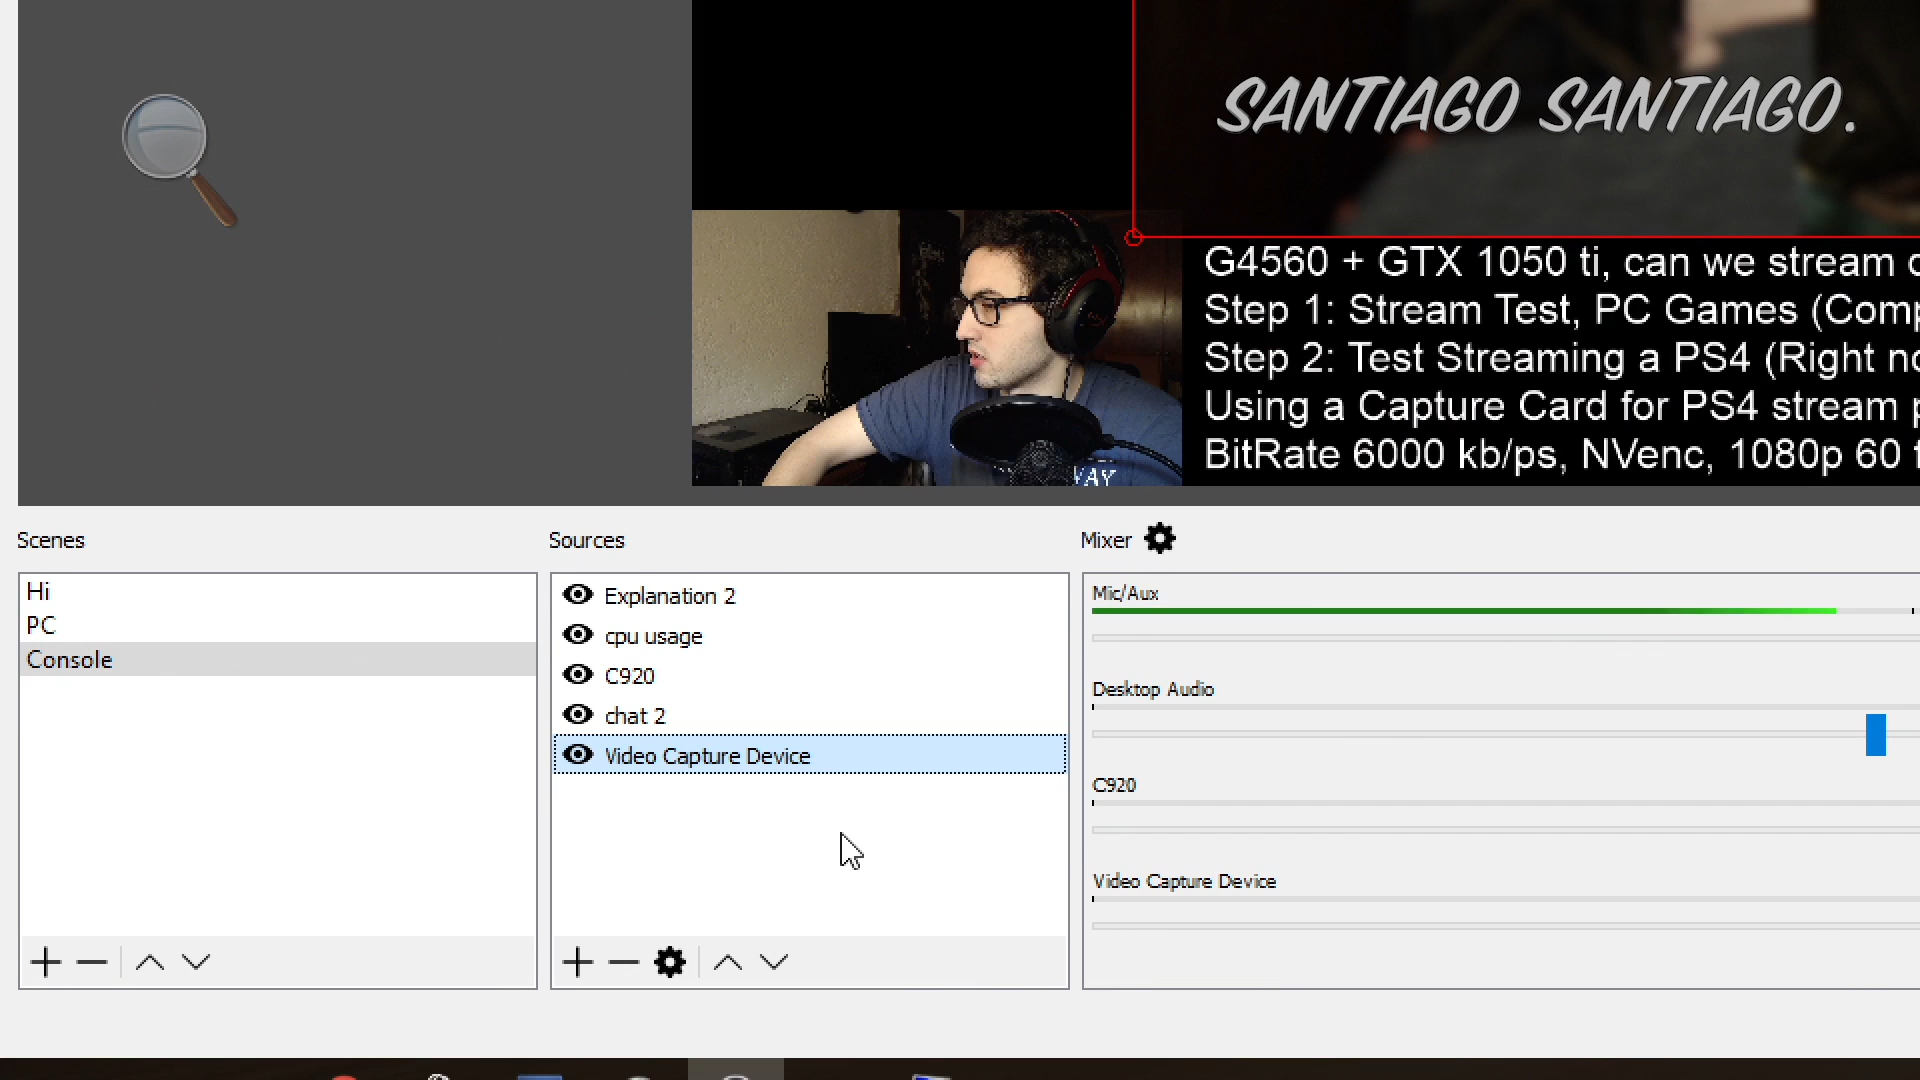 SANTIAGO SANTIAGO.
G4560 + GTX 1050 ti, can we stream
Step 1: Stream Test, PC Games
Step 2: Test Streaming a PS4 (Right
Using a Capture Card for PS4 stream
BitRate 6000 kb/ps, NVenc, 1080p 60
Scenes
Hi
PC
Console
Sources
Explanation 2
cpu usage
C920
chat 2
Video Capture Device
Mixer
Mic/Aux
Desktop Audio
C920
Video Capture Device